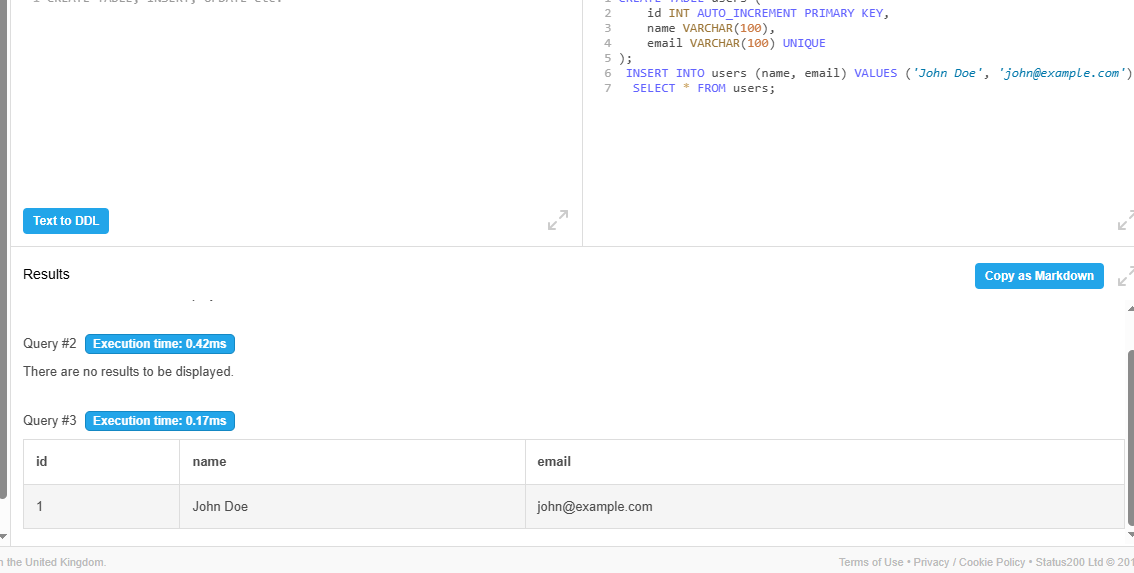 1 CREATE TABLE, INSERT, UPDATE etc.
Text to DDL
1 CREATE TABLE users (
2 id INT AUTO_INCREMENT PRIMARY KEY,
3 name VARCHAR(100),
4 email VARCHAR(100) UNIQUE
5 );
6 INSERT INTO users (name, email) VALUES ('John Doe', 'john@example.com')
7 SELECT * FROM users;
Results
Copy as Markdown
Query #2 Execution time: 0.42ms
There are no results to be displayed.
Query #3 Execution time: 0.17ms
id name email
1 John Doe john@example.com
the United Kingdom.
Terms of Use • Privacy / Cookie Policy • Status200 Ltd © 201